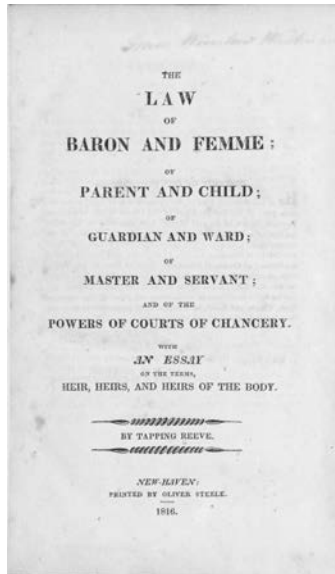 THE
LAW
OF
BARON AND FEMME;
OF
PARENT AND CHILD;
OF
GUARDIAN AND WARD;
OF
MASTER AND SERVANT;
AND OF THE
POWERS OF COURTS OF CHANCERY.
WITH
AN ESSAY
ON THE TERMS,
HEIR, HEIRS, AND HEIRS OF THE BODY.
BY TAPPING REEVE.
NEW-HAVEN:
PRINTED BY OLIVER STEELE.
1816.